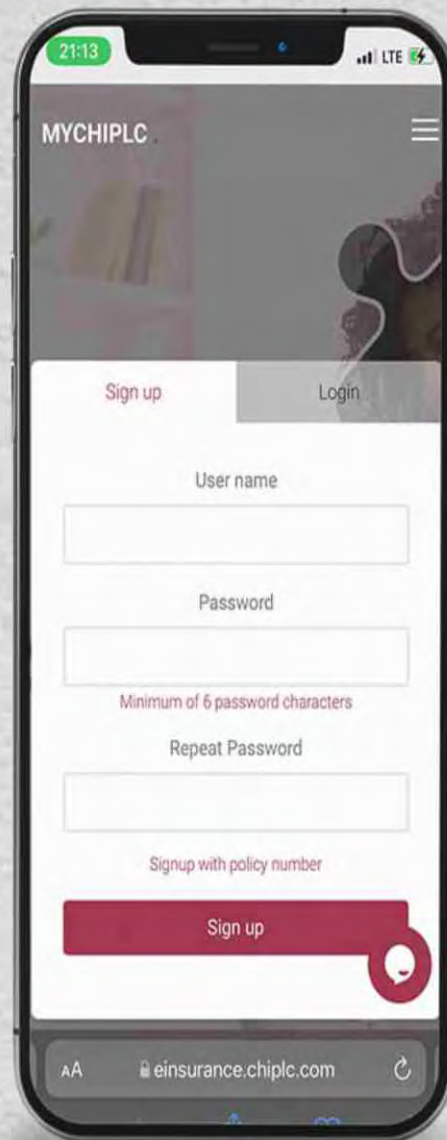 21:13 LTE
MYCHIPLC .
Sign up Login
User name
Password
Minimum of 6 password characters
Repeat Password
Signup with policy number
Sign up
AA einsurance.chiplc.com